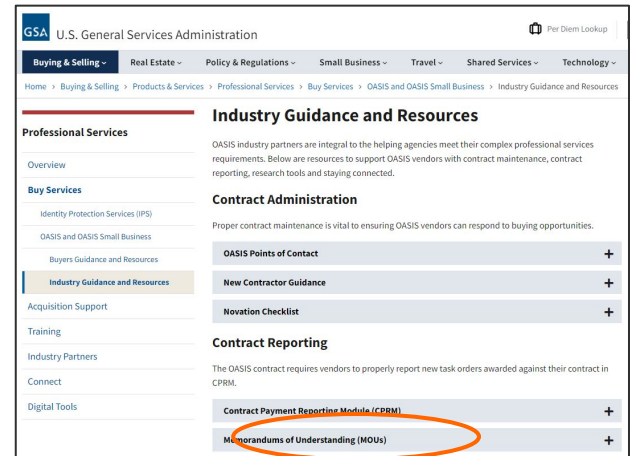 GSA U.S. General Services Administration
Per Diem Lookup
Buying & Selling Real Estate Policy & Regulations Small Business Travel Shared Services Technology
Home > Buying & Selling > Products & Services > Professional Services > Buy Services > OASIS and OASIS Small Business > Industry Guidance and Resources
Professional Services
Overview
Buy Services
Identity Protection Services (IPS)
OASIS and OASIS Small Business
Buyers Guidance and Resources
Industry Guidance and Resources
Acquisition Support
Training
Industry Partners
Connect
Digital Tools
Industry Guidance and Resources
OASIS industry partners are integral to the helping agencies meet their complex professional services
requirements. Below are resources to support OASIS vendors with contract maintenance, contract
reporting, research tools and staying connected.
Contract Administration
Proper contract maintenance is vital to ensuring OASIS vendors can respond to buying opportunities.
OASIS Points of Contact +
New Contractor Guidance +
Novation Checklist +
Contract Reporting
The OASIS contract requires vendors to properly report new task orders awarded against their contract in
CPRM.
Contract Payment Reporting Module (CPRM) +
Memorandums of Understanding (MOUs) +